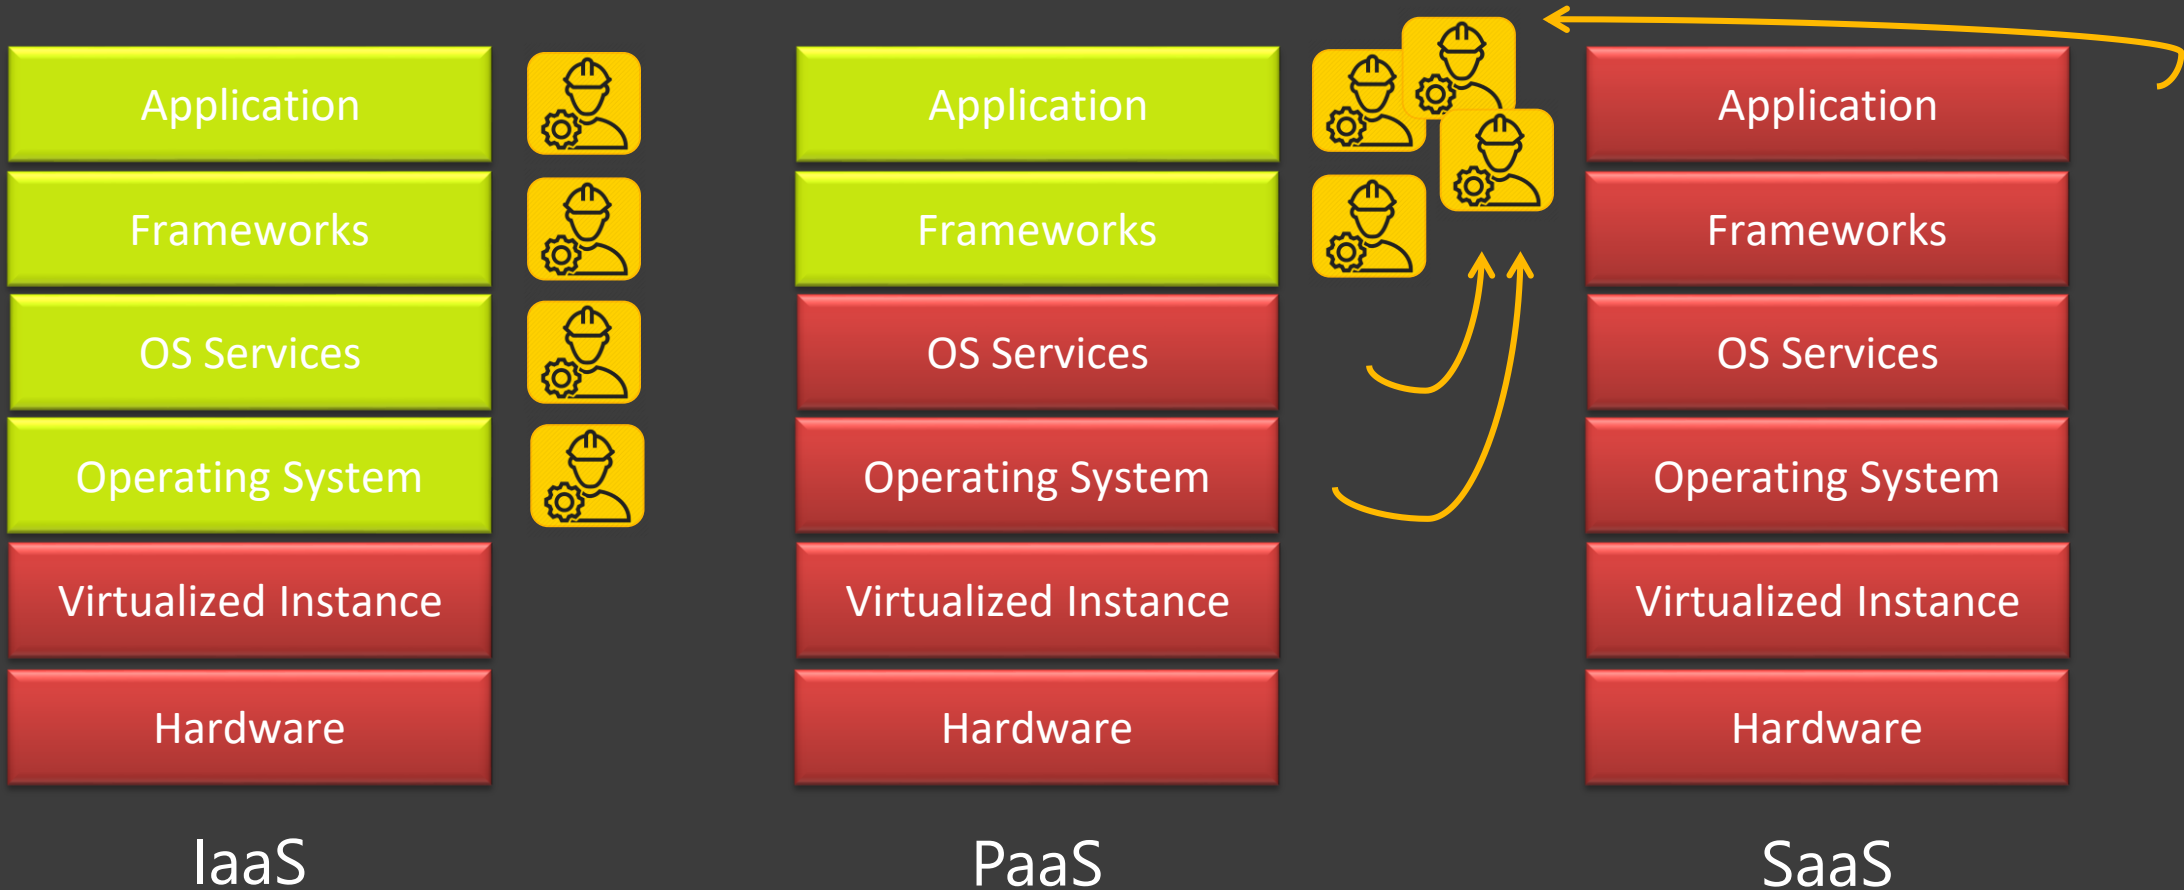 Application
Frameworks
OS Services
Operating System
Virtualized Instance
Hardware
IaaS
Application
Frameworks
OS Services
Operating System
Virtualized Instance
Hardware
PaaS
Application
Frameworks
OS Services
Operating System
Virtualized Instance
Hardware
SaaS